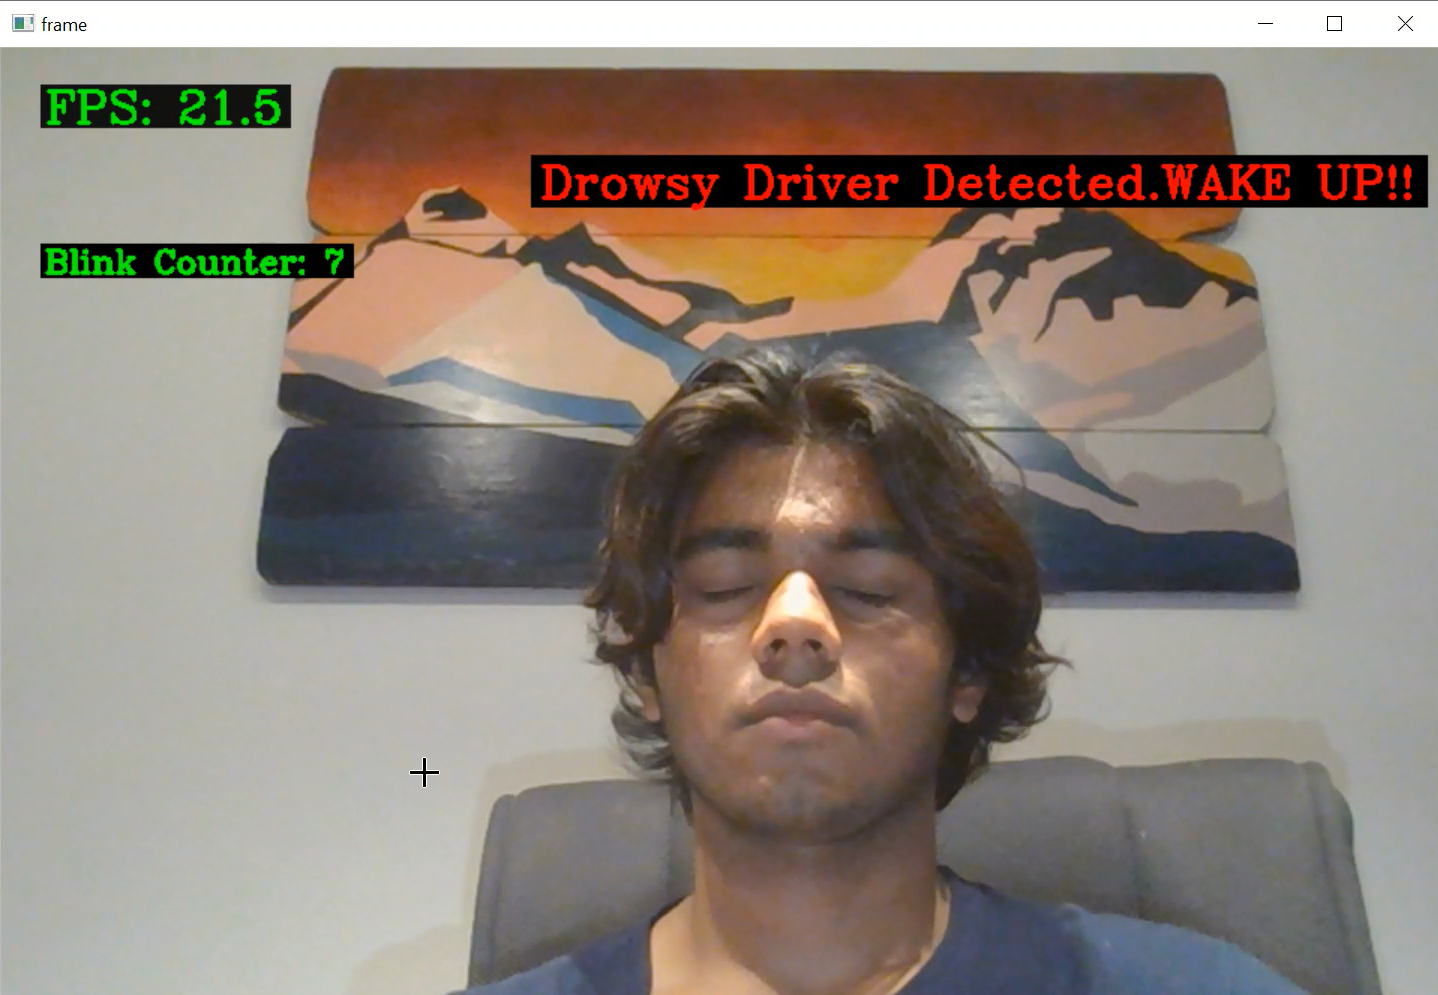 frame
FPS: 21.5
Drowsy Driver Detected.WAKE UP!!
Blink Counter: 7